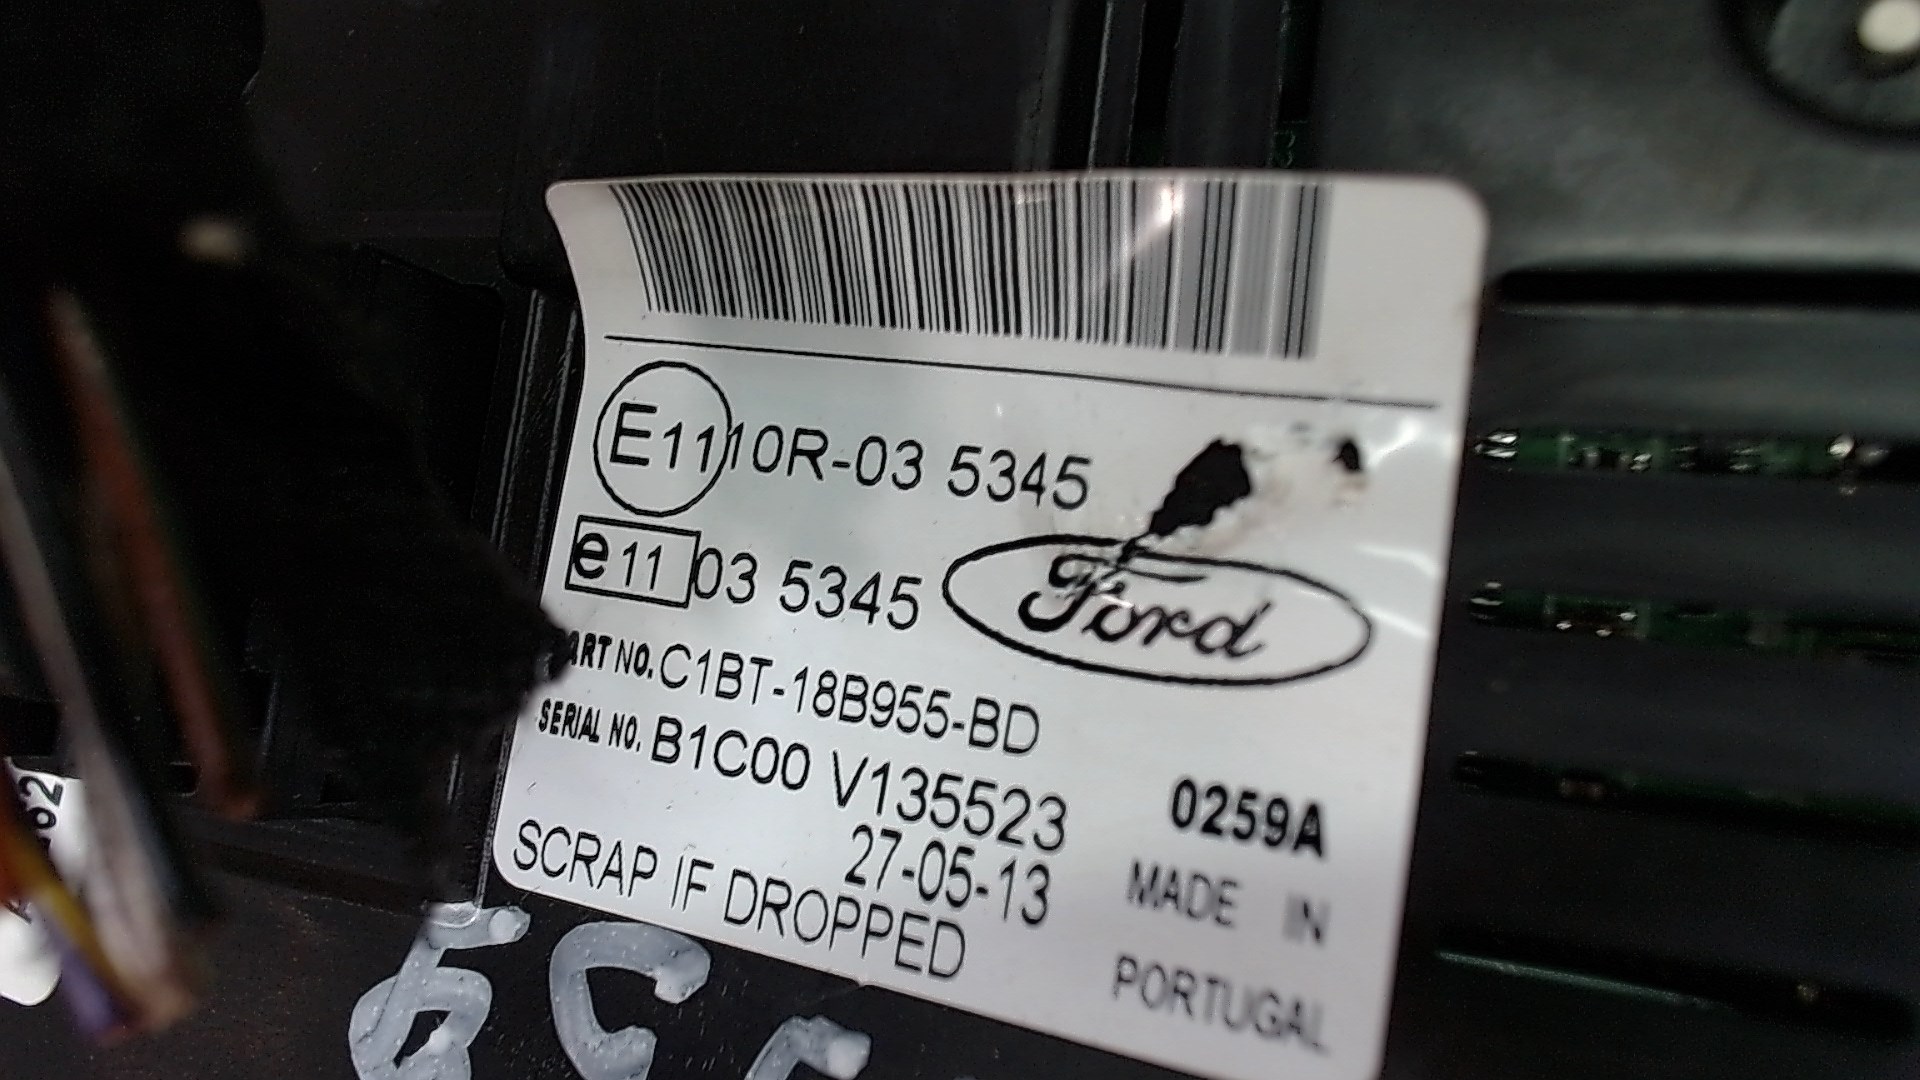 E11 10R-03 5345
e11 03 5345
Ford
PART NO. C1BT-18B955-BD
SERIAL NO. B1C00 V135523
0259A
27-05-13
SCRAP IF DROPPED
MADE IN
PORTUGAL